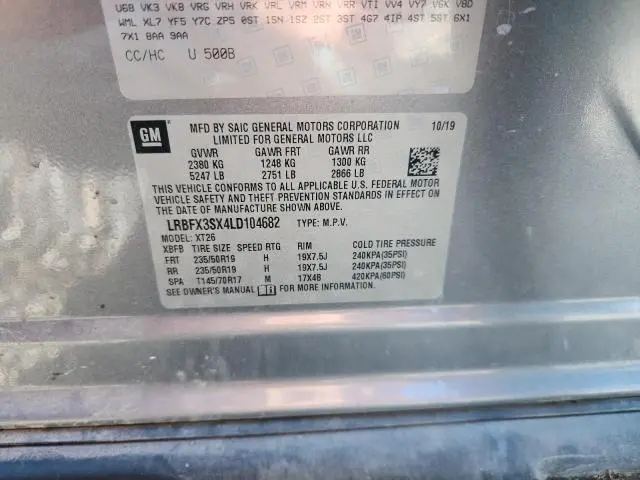 U6B VK3 VKB VRG VRH VRK VRL VRM VRN VRR VTI VV4 VY7 VGK V8D
WML XL7 YF5 Y7C ZP5 0ST 1SN 1SZ 2ST 3ST 4G7 4IP 4ST 5ST 6X1
7X1 8AA 9AA
CC/HC U 500B
GM
MFD BY SAIC GENERAL MOTORS CORPORATION 10/19
LIMITED FOR GENERAL MOTORS LLC
GVWR GAWR FRT GAWR RR
2380 KG 1248 KG 1300 KG
5247 LB 2751 LB 2866 LB
THIS VEHICLE CONFORMS TO ALL APPLICABLE U.S. FEDERAL MOTOR
VEHICLE SAFETY AND THEFT PREVENTION STANDARDS IN EFFECT ON
THE DATE OF MANUFACTURE SHOWN ABOVE.
LRBFX3SX4LD104682 TYPE: M.P.V.
MODEL: XT26
XBFB TIRE SIZE SPEED RTG RIM COLD TIRE PRESSURE
FRT 235/50R19 H 19X7.5J 240KPA(35PSI)
RR 235/50R19 H 19X7.5J 240KPA(35PSI)
SPA T145/70R17 M 17X4B 420KPA(60PSI)
SEE OWNER'S MANUAL FOR MORE INFORMATION.